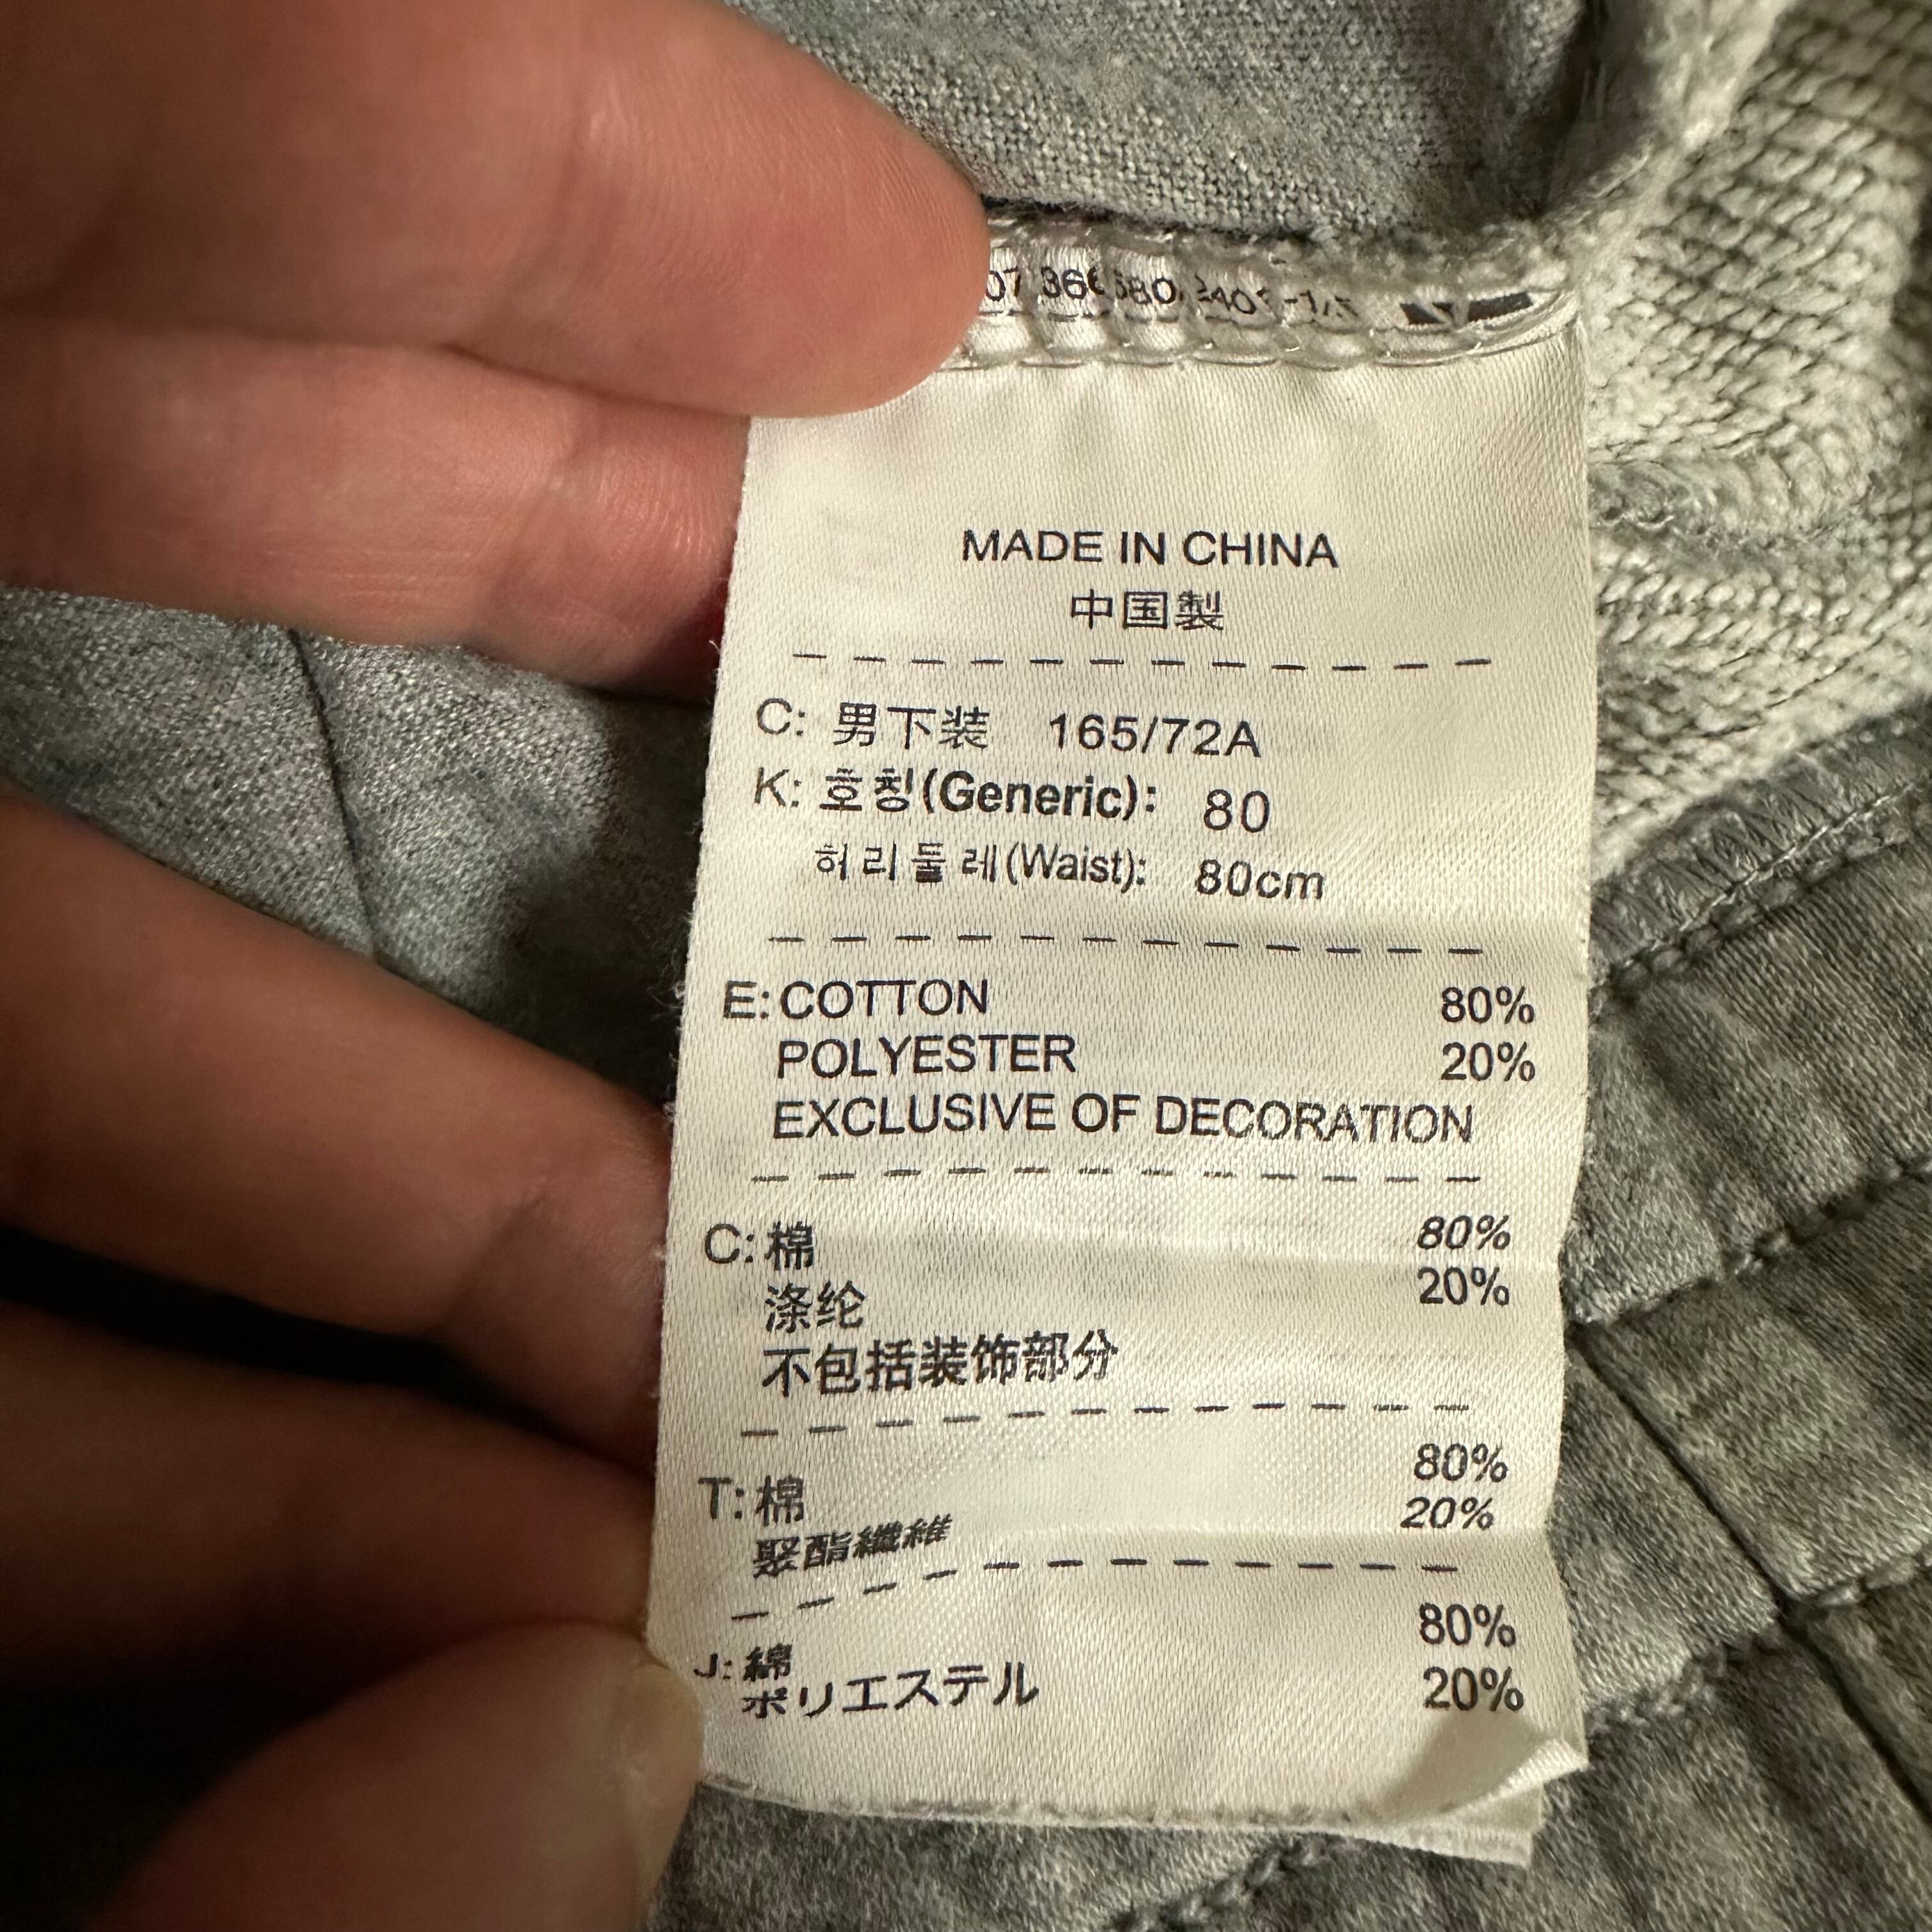 MADE IN CHINA
中国製
C: 男下装 165/72A
K: 호칭(Generic): 80
허리둘레(Waist): 80cm
E: COTTON 80%
POLYESTER 20%
EXCLUSIVE OF DECORATION
C: 棉 80%
涤纶 20%
不包括装饰部分
T: 棉 80%
聚酯纖維 20%
J: 綿 80%
ポリエステル 20%